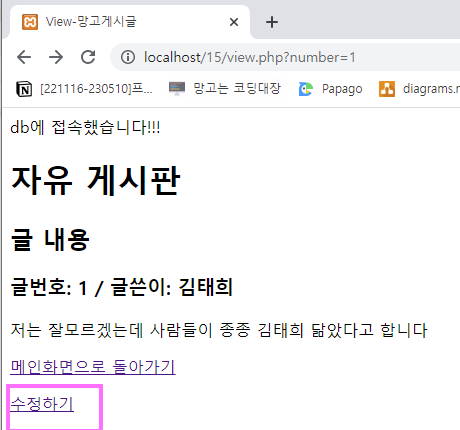 View-망고게시글
localhost/15/view.php?number=1
[221116-230510]프... 망고는 코딩대장 Papago diagrams.n
db에 접속했습니다!!!
자유 게시판
글 내용
글번호: 1 / 글쓴이: 김태희
저는 잘모르겠는데 사람들이 종종 김태희 닮았다고 합니다
메인화면으로 돌아가기
수정하기